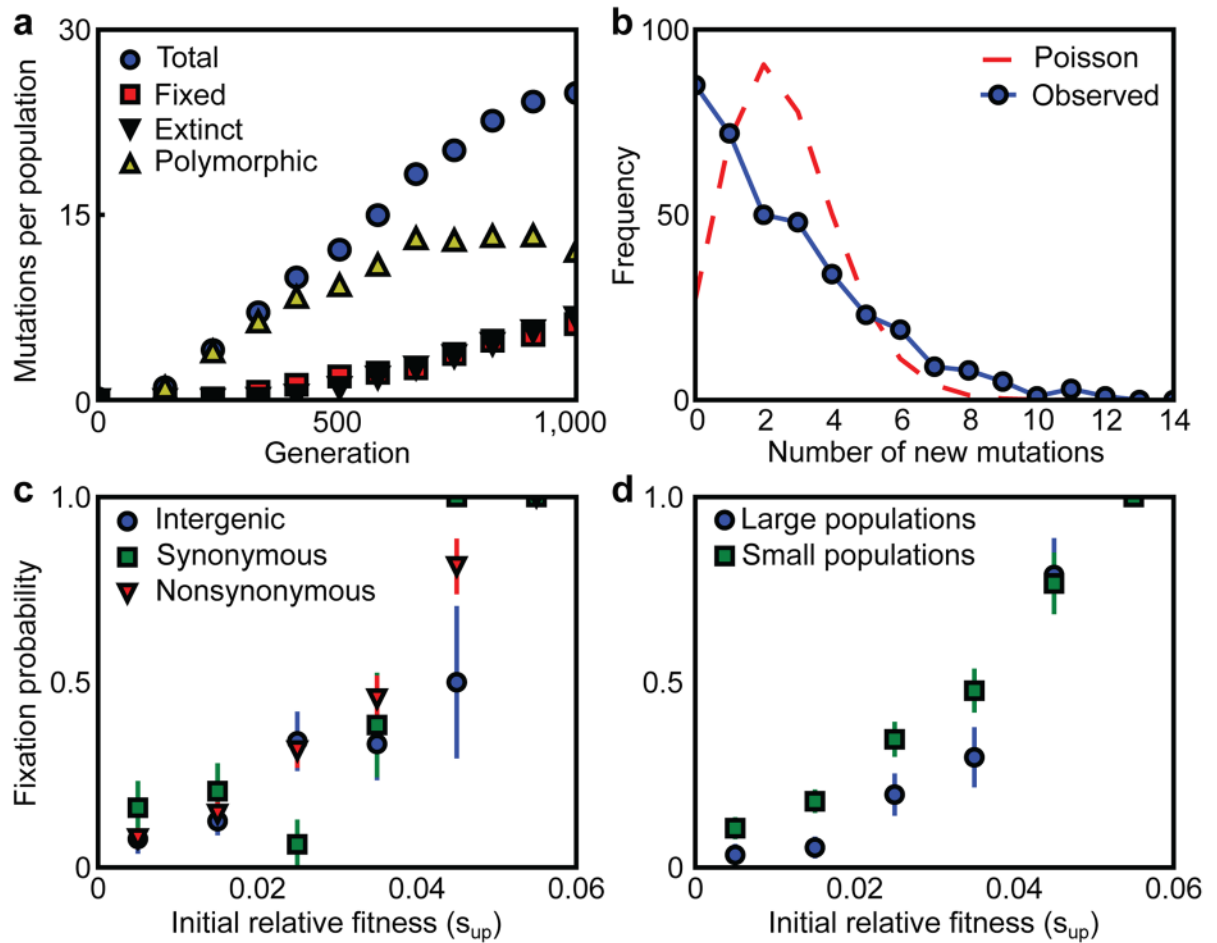 a
30
Total
Fixed
Extinct
Polymorphic
15
0
Mutations per population
0 500 1,000
Generation
b
100
Poisson
Observed
50
0
Frequency
0 2 4 6 8 10 12 14
Number of new mutations
c
1.0
Intergenic
Synonymous
Nonsynonymous
0.5
0
Fixation probability
0 0.02 0.04 0.06
Initial relative fitness (sup)
d
1.0
Large populations
Small populations
0.5
0
0 0.02 0.04 0.06
Initial relative fitness (sup)